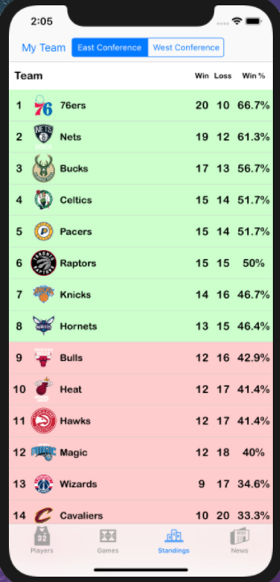 2:05
My Team East Conference West Conference
Team Win Loss Win %
1 76 76ers 20 10 66.7%
2 NETS Nets 19 12 61.3%
3 Bucks 17 13 56.7%
4 Celtics 15 14 51.7%
5 P Pacers 15 14 51.7%
6 Raptors 15 15 50%
7 Knicks 14 16 46.7%
8 Hornets 13 15 46.4%
9 Bulls 12 16 42.9%
10 Heat 12 17 41.4%
11 Hawks 12 17 41.4%
12 Magic 12 18 40%
13 Wizards 9 17 34.6%
14 C Cavaliers 10 20 33.3%
Players Games Standings News